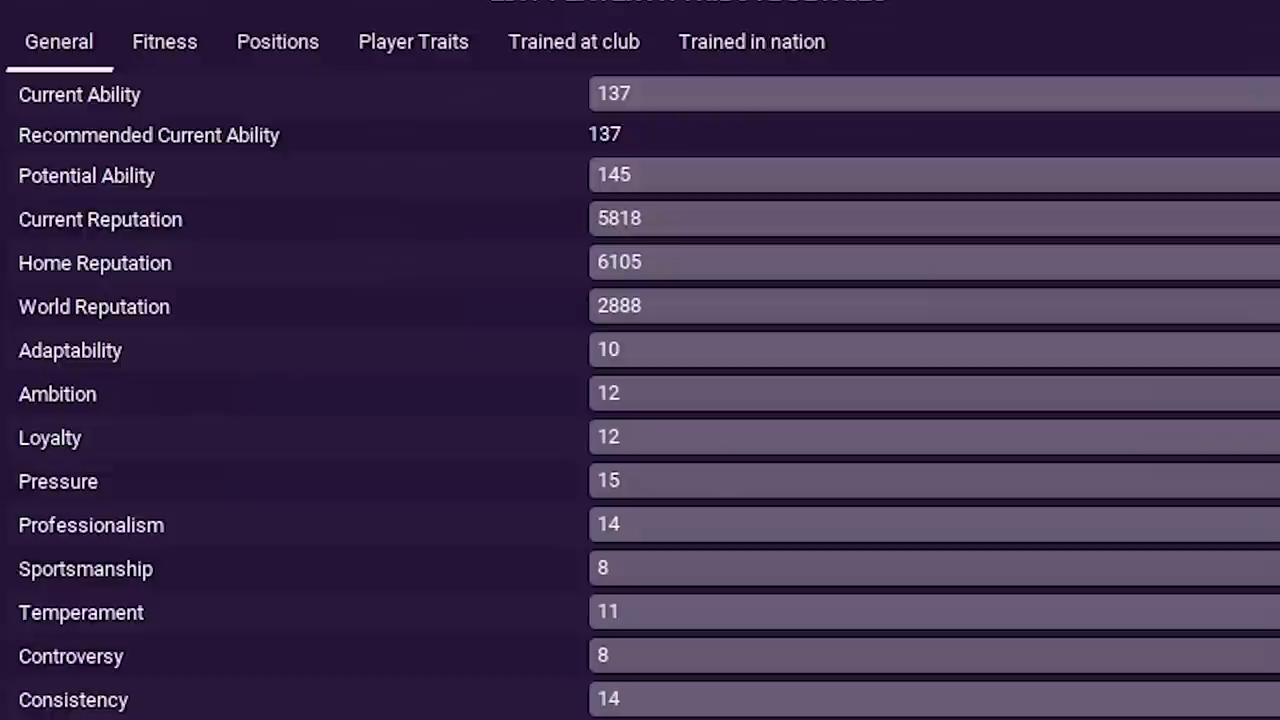 General Fitness Positions Player Traits Trained at club Trained in nation
Current Ability 137
Recommended Current Ability 137
Potential Ability 145
Current Reputation 5818
Home Reputation 6105
World Reputation 2888
Adaptability 10
Ambition 12
Loyalty 12
Pressure 15
Professionalism 14
Sportsmanship 8
Temperament 11
Controversy 8
Consistency 14